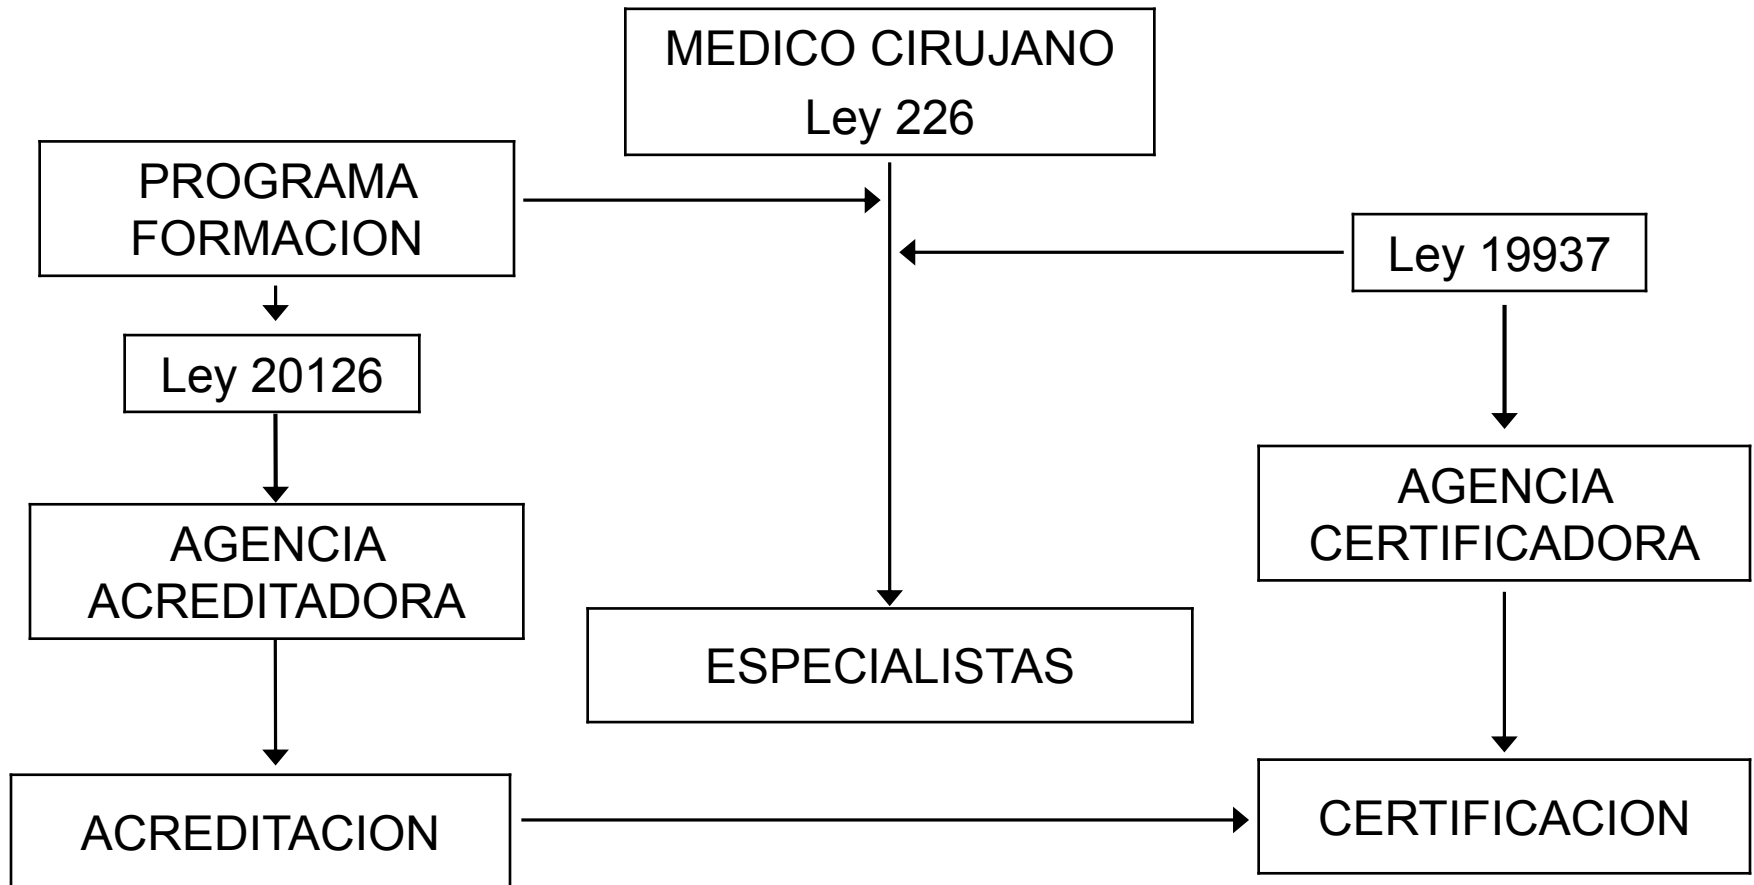 MEDICO CIRUJANO
Ley 226
PROGRAMA
FORMACION
Ley 19937
Ley 20126
AGENCIA
ACREDITADORA
AGENCIA
CERTIFICADORA
ESPECIALISTAS
ACREDITACION
CERTIFICACION